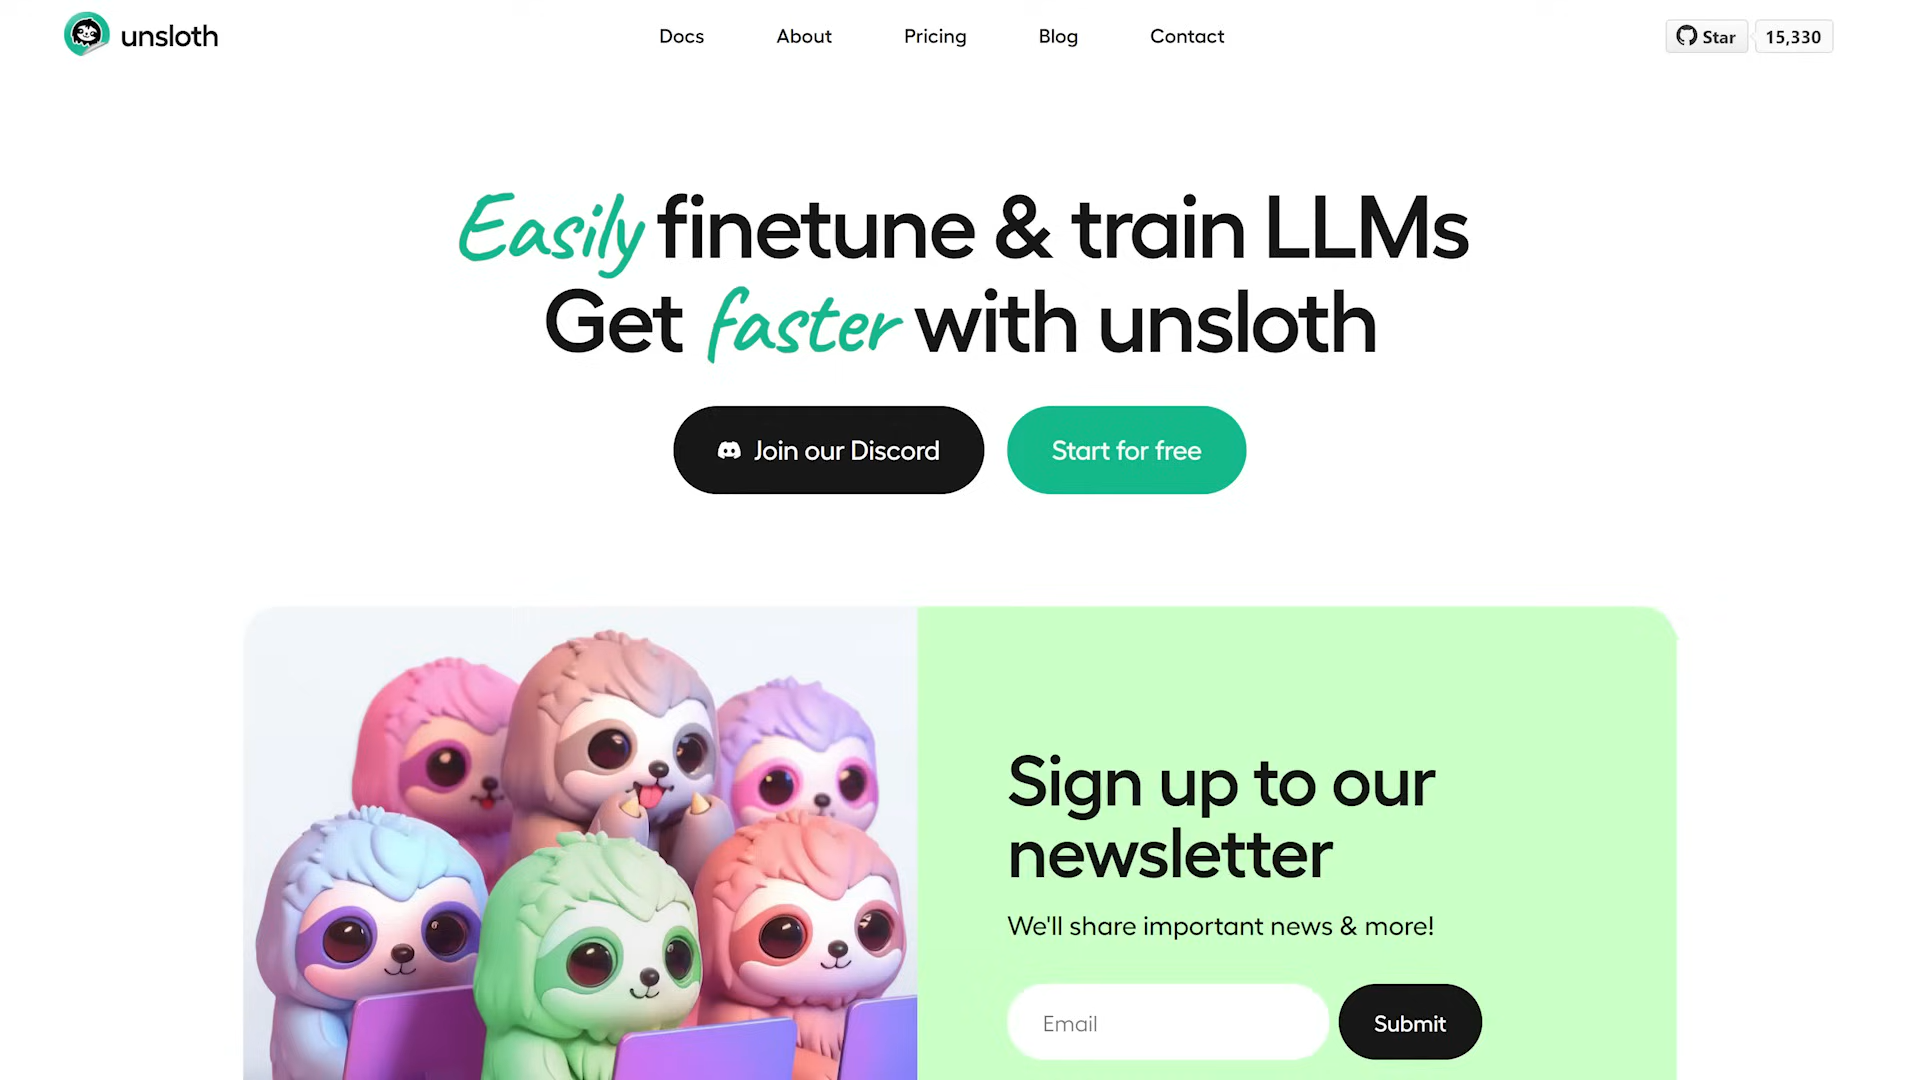 unsloth
Docs
About
Pricing
Blog
Contact
Star
15,330
Easily finetune & train LLMs
Get faster with unsloth
Join our Discord
Start for free
Sign up to our
newsletter
We'll share important news & more!
Email
Submit